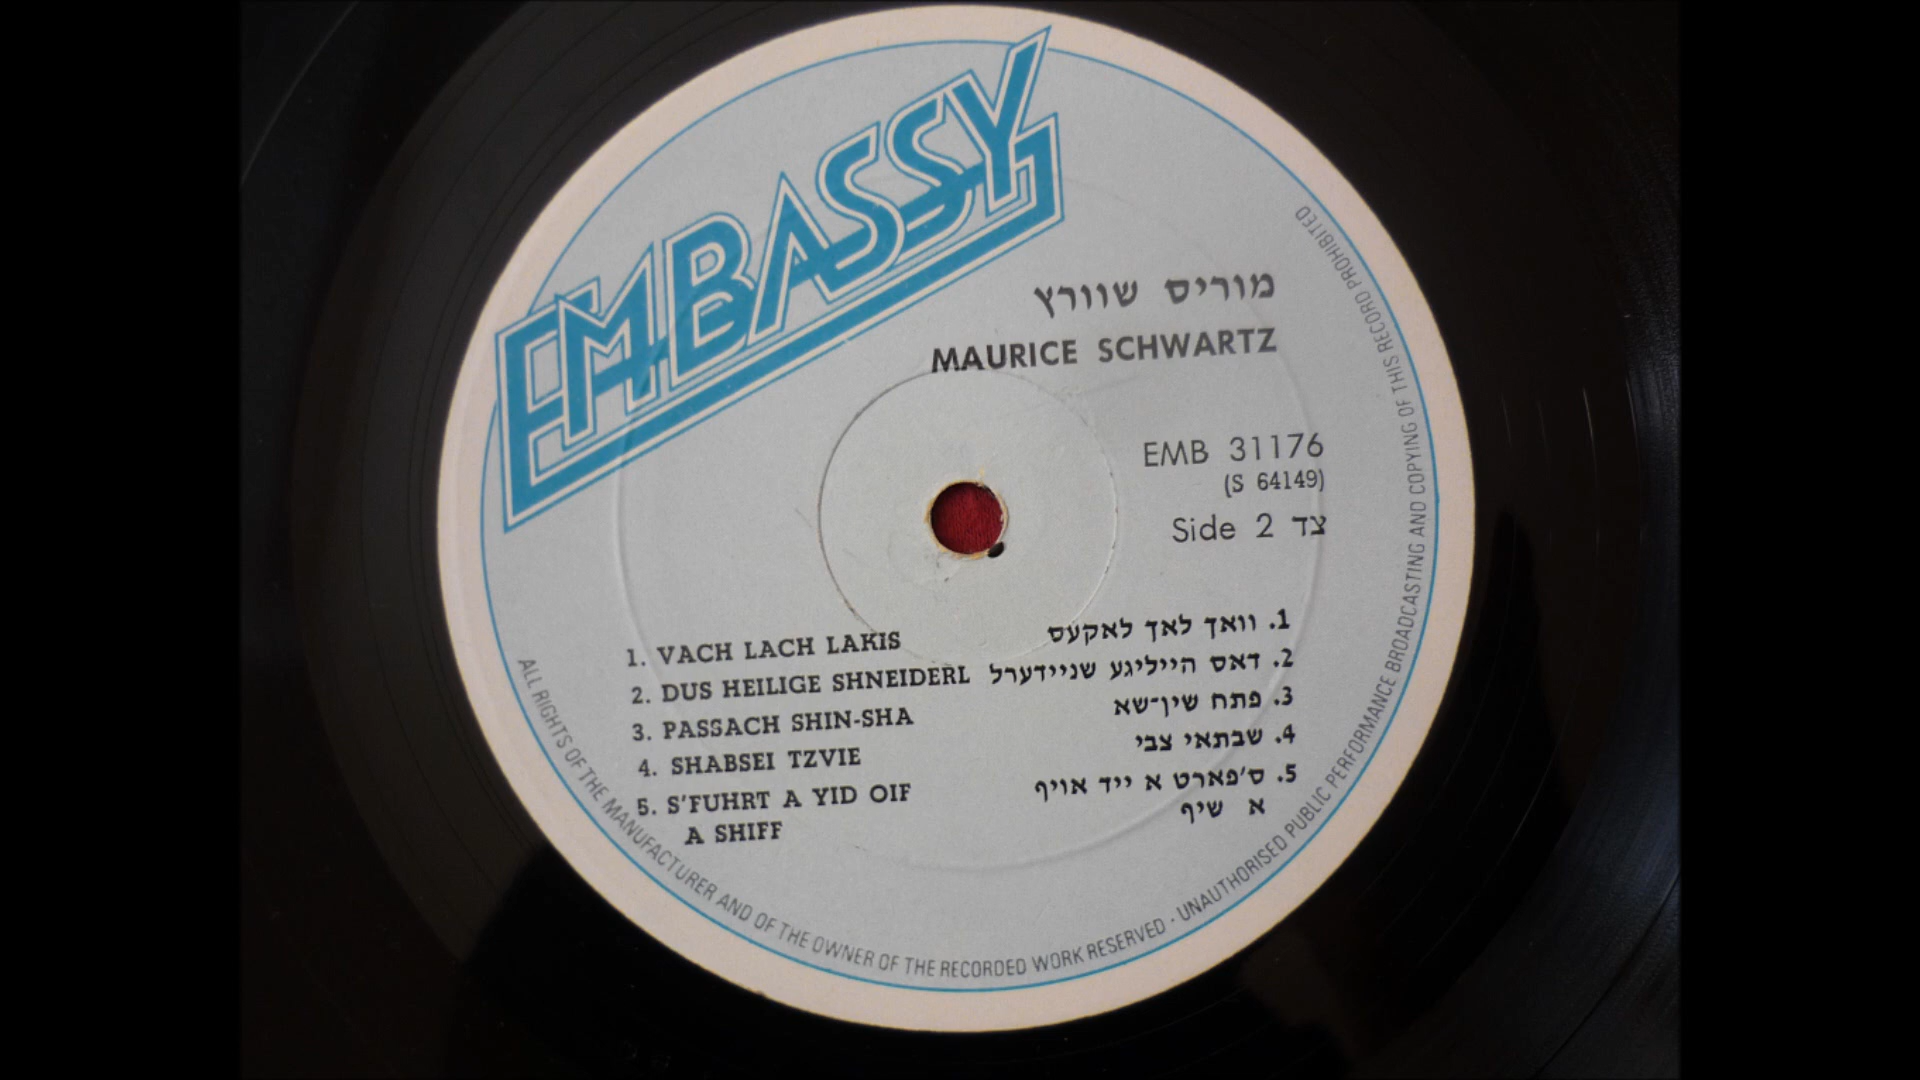 EMBASSY
מוריס שוורץ
MAURICE SCHWARTZ
EMB 31176
(S 64149)
Side 2 צד
1. VACH LACH LAKIS
1. וואך לאך לאקעס
2. DUS HEILIGE SHNEIDERL
2. דאס הייליגע שניידערל
3. PASSACH SHIN-SHA
3. פתח שין־שא
4. SHABSEI TZVIE
4. שבתאי צבי
5. S'FUHRT A YID OIF
A SHIFF
5. ס'פארט א ייד אויף
א שיף
ALL RIGHTS OF THE MANUFACTURER AND OF THE OWNER OF THE RECORDED WORK RESERVED · UNAUTHORISED PUBLIC PERFORMANCE BROADCASTING AND COPYING OF THIS RECORD PROHIBITED